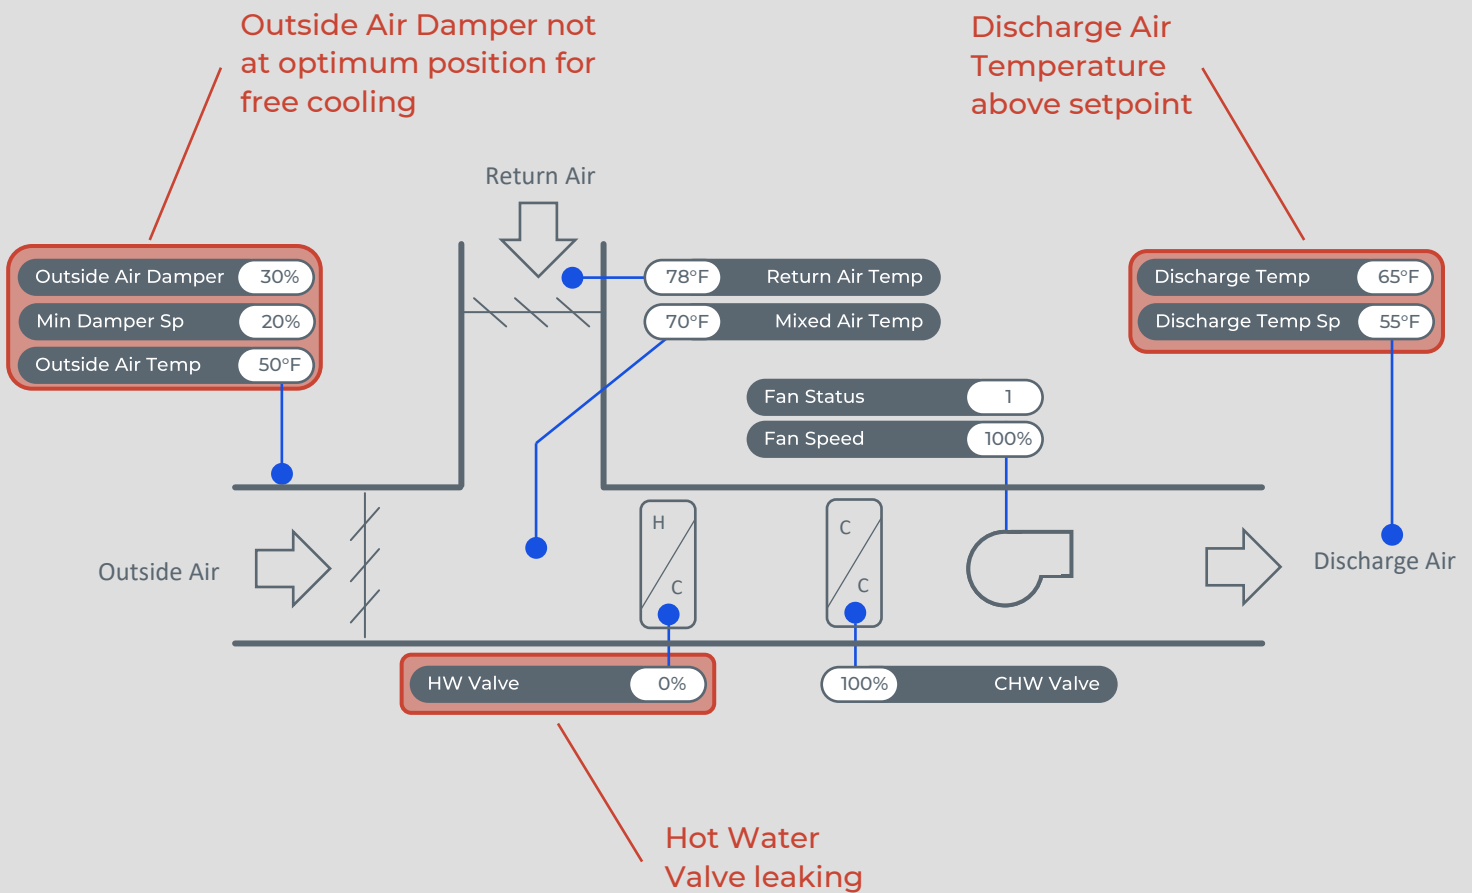 Outside Air Damper not
at optimum position for
free cooling
Discharge Air
Temperature
above setpoint
Return Air
Outside Air Damper 30%
Min Damper Sp 20%
Outside Air Temp 50°F
78°F Return Air Temp
70°F Mixed Air Temp
Discharge Temp 65°F
Discharge Temp Sp 55°F
Fan Status 1
Fan Speed 100%
H
C
C
C
Outside Air
Discharge Air
HW Valve 0%
100% CHW Valve
Hot Water
Valve leaking